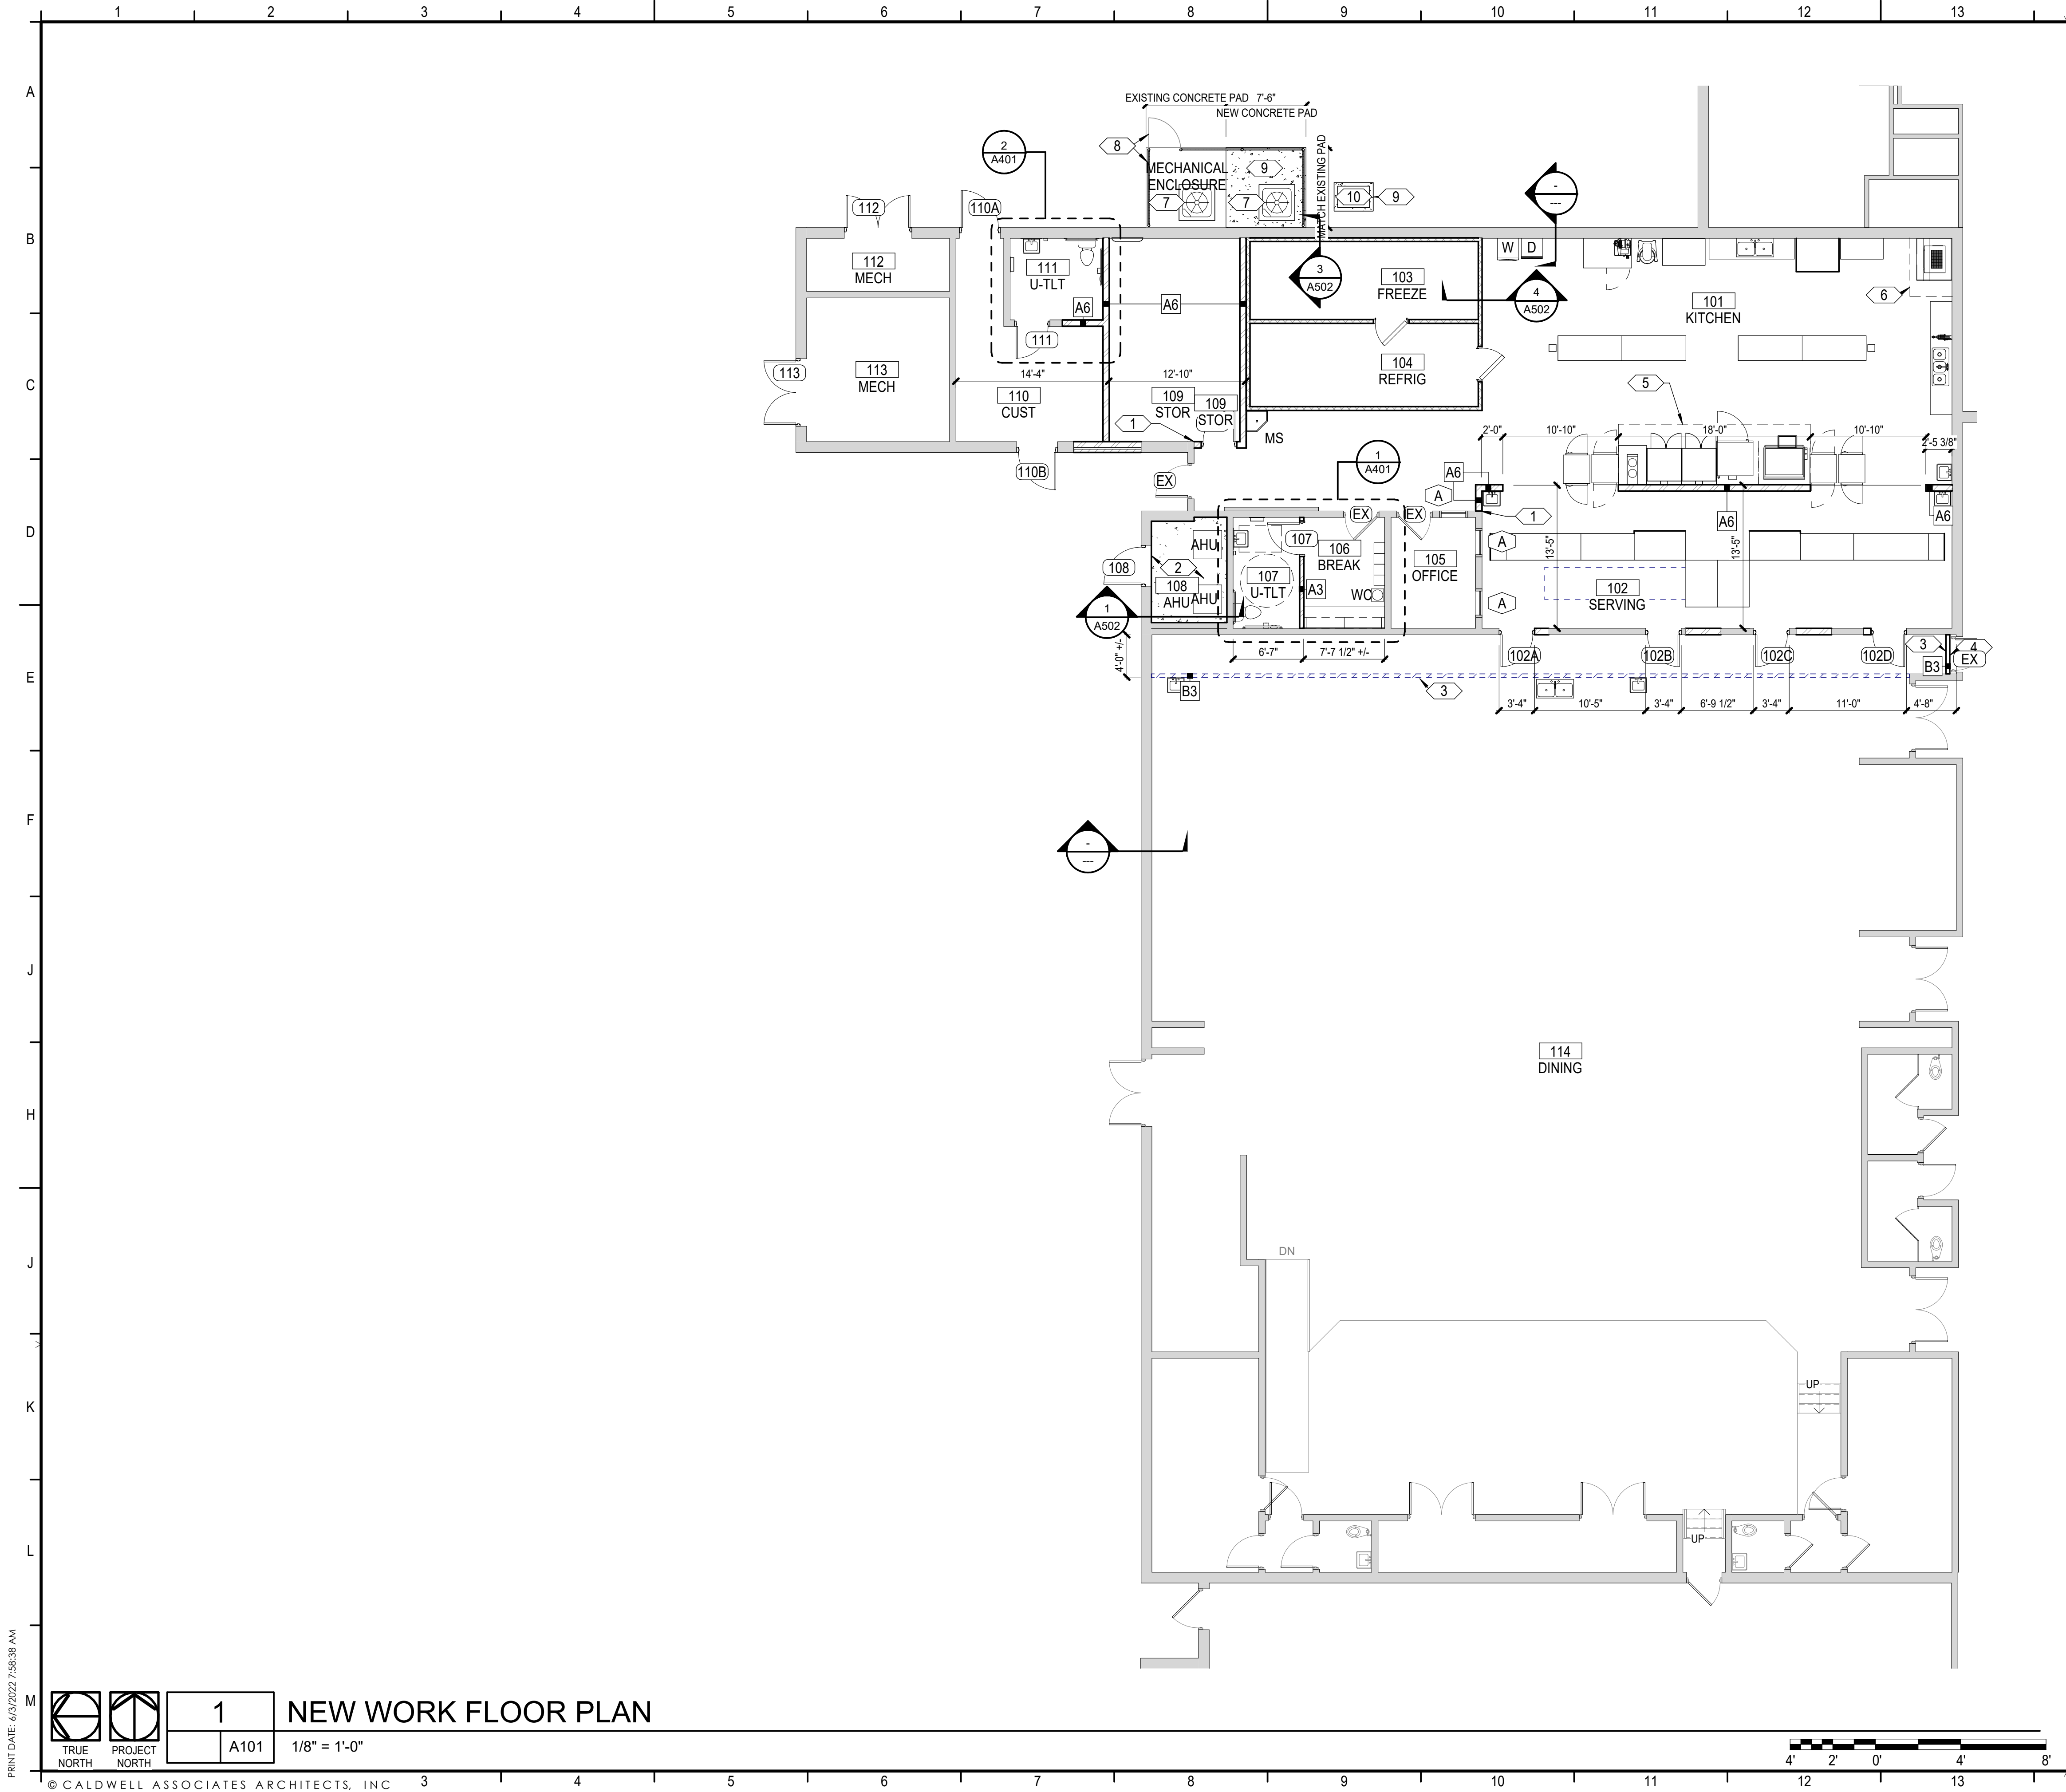 1 2 3 4 5 6 7 8 9 10 11 12 13
A
B
C
D
E
F
J
H
J
K
L
M
EXISTING CONCRETE PAD 7'-6"
NEW CONCRETE PAD
MATCH EXISTING PAD
8
2
A401
MECHANICAL
ENCLOSURE
9
7
7
10
9
-
---
112
110A
112
MECH
111
U-TLT
A6
A6
111
3
A502
103
FREEZE
4
A502
W
D
101
KITCHEN
6
113
113
MECH
14'-4"
12'-10"
110
CUST
109
STOR
109
STOR
1
MS
104
REFRIG
5
2'-0"
10'-10"
18'-0"
10'-10"
2'-5 3/8"
110B
EX
1
A401
A6
A
1
A6
A6
EX
EX
107
106
BREAK
105
OFFICE
A
13'-5"
13'-5"
108
AHU
2
108
AHU
AHU
107
U-TLT
A3
WC
A
102
SERVING
1
A502
4'-0" +/-
6'-7"
7'-7 1/2" +/-
102A
102B
102C
102D
3
4
EX
B3
B3
3
3'-4"
10'-5"
3'-4"
6'-9 1/2"
3'-4"
11'-0"
4'-8"
-
---
114
DINING
DN
UP
UP
PRINT DATE: 6/3/2022 7:58:38 AM
TRUE
NORTH
PROJECT
NORTH
1
A101
NEW WORK FLOOR PLAN
1/8" = 1'-0"
4' 2' 0' 4' 8'
© CALDWELL ASSOCIATES ARCHITECTS, INC
3 4 5 6 7 8 9 10 11 12 13